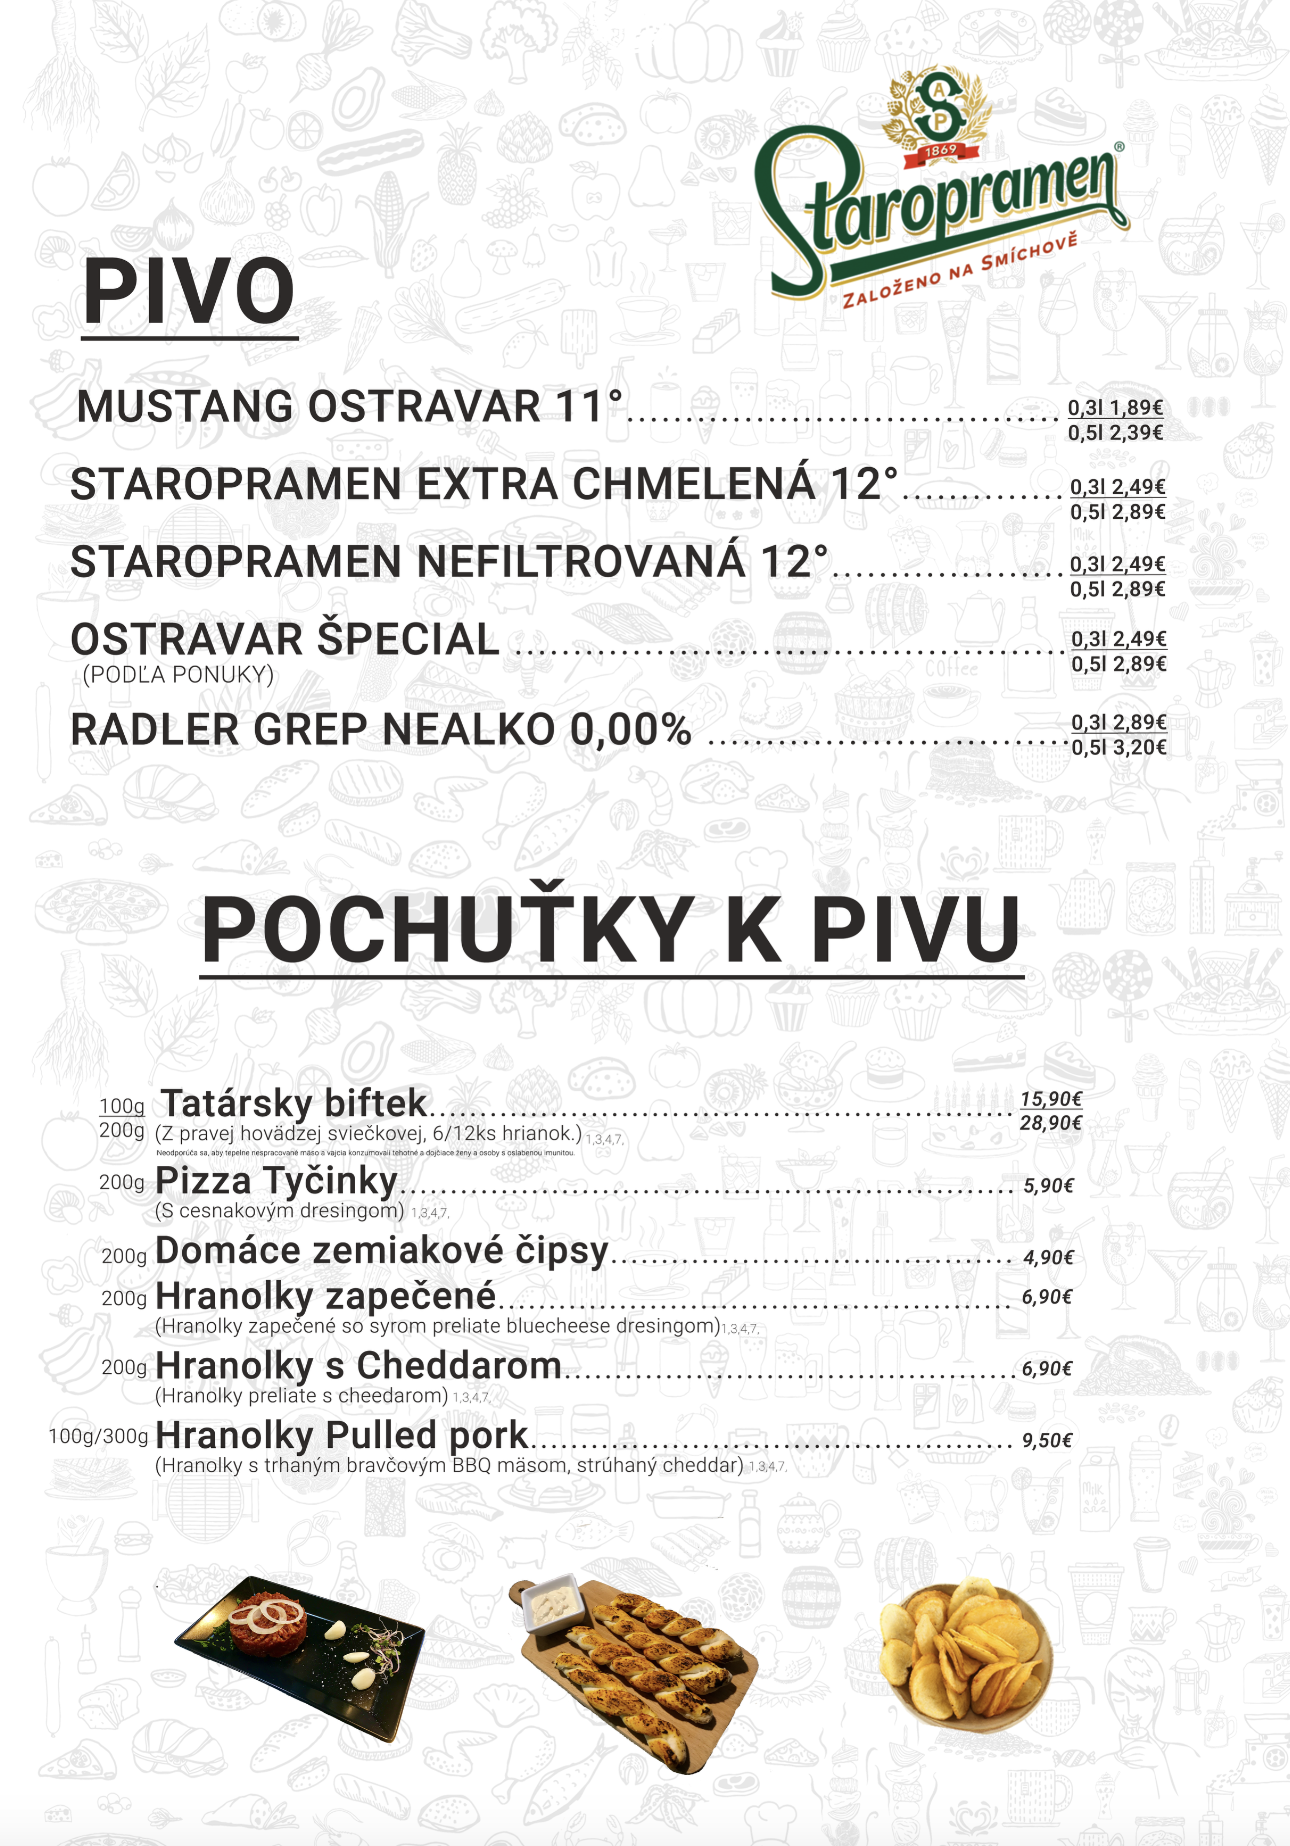 A
S
P
1869
Staropramen®
ZALOŽENO NA SMÍCHOVĚ
PIVO
MUSTANG OSTRAVAR 11°.................................... 0,3l 1,89€
0,5l 2,39€
STAROPRAMEN EXTRA CHMELENÁ 12°.............. 0,3l 2,49€
0,5l 2,89€
STAROPRAMEN NEFILTROVANÁ 12°.................... 0,3l 2,49€
0,5l 2,89€
OSTRAVAR ŠPECIAL ............................................... 0,3l 2,49€
(PODĽA PONUKY) 0,5l 2,89€
RADLER GREP NEALKO 0,00% ............................... 0,3l 2,89€
0,5l 3,20€
POCHUŤKY K PIVU
100g Tatársky biftek.......................................................... 15,90€
200g (Z pravej hovädzej sviečkovej, 6/12ks hrianok.) 1,3,4,7, 28,90€
Neodporúča sa, aby tepelne nespracované mäso a vajcia konzumovali tehotné a dojčiace ženy a osoby s oslabenou imunitou.
200g Pizza Tyčinky............................................................. 5,90€
(S cesnakovým dresingom) 1,3,4,7,
200g Domáce zemiakové čipsy........................................ 4,90€
200g Hranolky zapečené................................................... 6,90€
(Hranolky zapečené so syrom preliate bluecheese dresingom)1,3,4,7,
200g Hranolky s Cheddarom............................................. 6,90€
(Hranolky preliate s cheedarom) 1,3,4,7,
100g/300g Hranolky Pulled pork................................................ 9,50€
(Hranolky s trhaným bravčovým BBQ mäsom, strúhaný cheddar) 1,3,4,7,